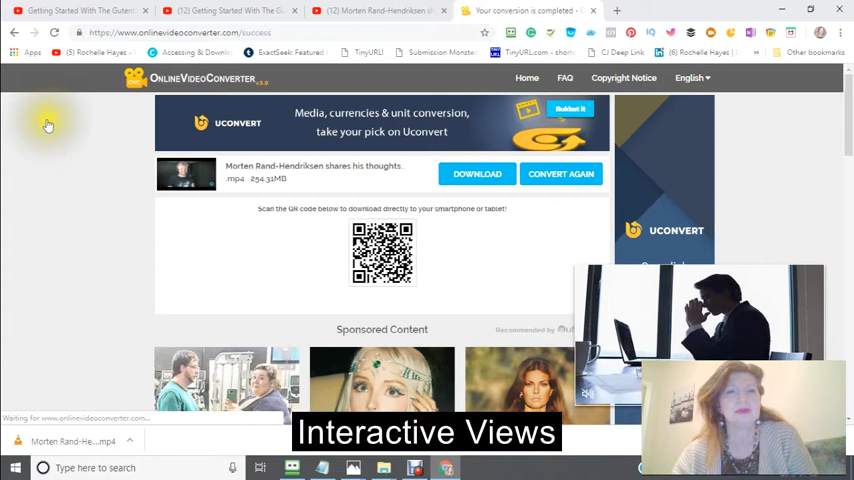 Getting Started With The Gutenb
(12) Getting Started With The Gu
(12) Morten Rand-Hendriksen sh
Your conversion is completed - O
https://www.onlinevideoconverter.com/success
Apps
(5) Rochelle Hayes - Yo
Accessing & Downlo
ExactSeek: Featured
TinyURL!
Submission Monster
TinyURL.com - short
CJ Deep Link
(6) Rochelle Hayes |
Other bookmarks
ONLINEVIDEOCONVERTER v3.0
Home
FAQ
Copyright Notice
English
UCONVERT
Media, currencies & unit conversion,
take your pick on Uconvert
Morten Rand-Hendriksen shares his thoughts..
.mp4 254.31MB
DOWNLOAD
CONVERT AGAIN
Scan the QR code below to download directly to your smartphone or tablet!
UCONVERT
Sponsored Content
Recommended by
Waiting for www.onlinevideoconverter.com...
Morten Rand-He....mp4
Interactive Views
Type here to search